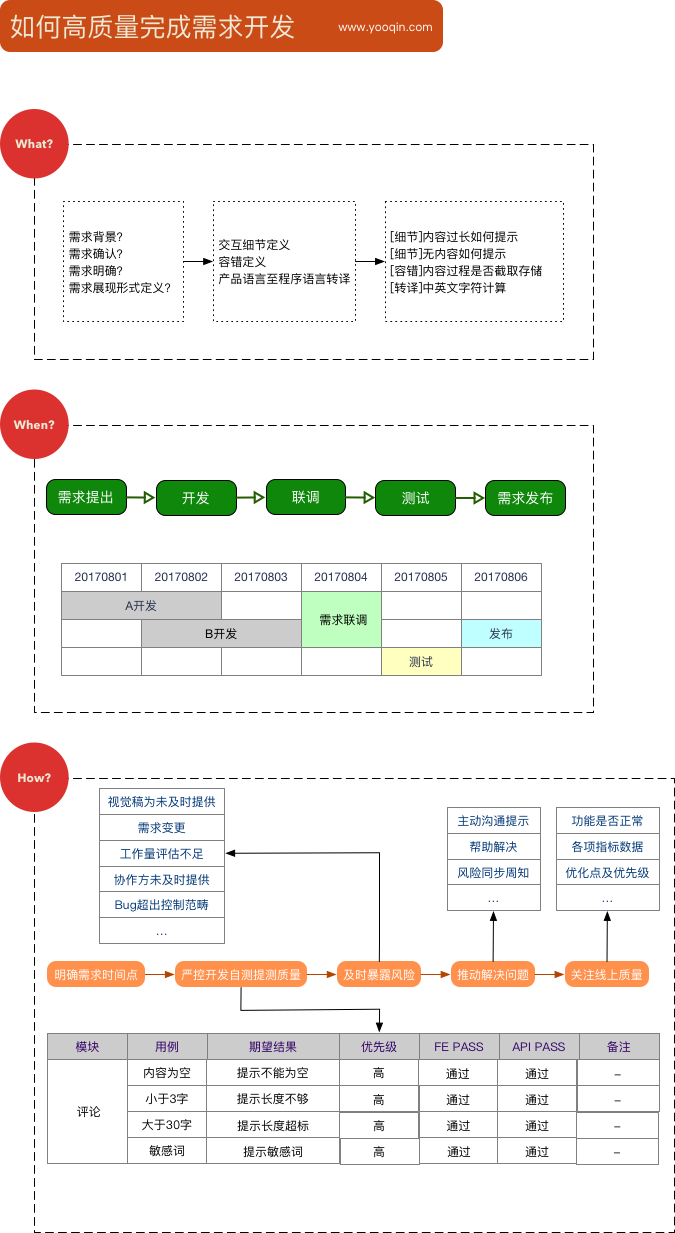 如何高质量完成需求开发
www.yooqin.com
What?
需求背景?
需求确认?
需求明确?
需求展现形式定义?
交互细节定义
容错定义
产品语言至程序语言转译
[细节]内容过长如何提示
[细节]无内容如何提示
[容错]内容过程是否截取存储
[转译]中英文字符计算
When?
需求提出
开发
联调
测试
需求发布
20170801 20170802 20170803 20170804 20170805 20170806
A开发
需求联调
B开发
发布
测试
How?
视觉稿为未及时提供
需求变更
工作量评估不足
协作方未及时提供
Bug超出控制范畴
...
主动沟通提示
帮助解决
风险同步周知
...
功能是否正常
各项指标数据
优化点及优先级
...
明确需求时间点
严控开发自测提测质量
及时暴露风险
推动解决问题
关注线上质量
模块 用例 期望结果 优先级 FE PASS API PASS 备注
评论
内容为空 提示不能为空 高 通过 通过 –
小于3字 提示长度不够 高 通过 通过 –
大于30字 提示长度超标 高 通过 通过 –
敏感词 提示敏感词 高 通过 通过 –